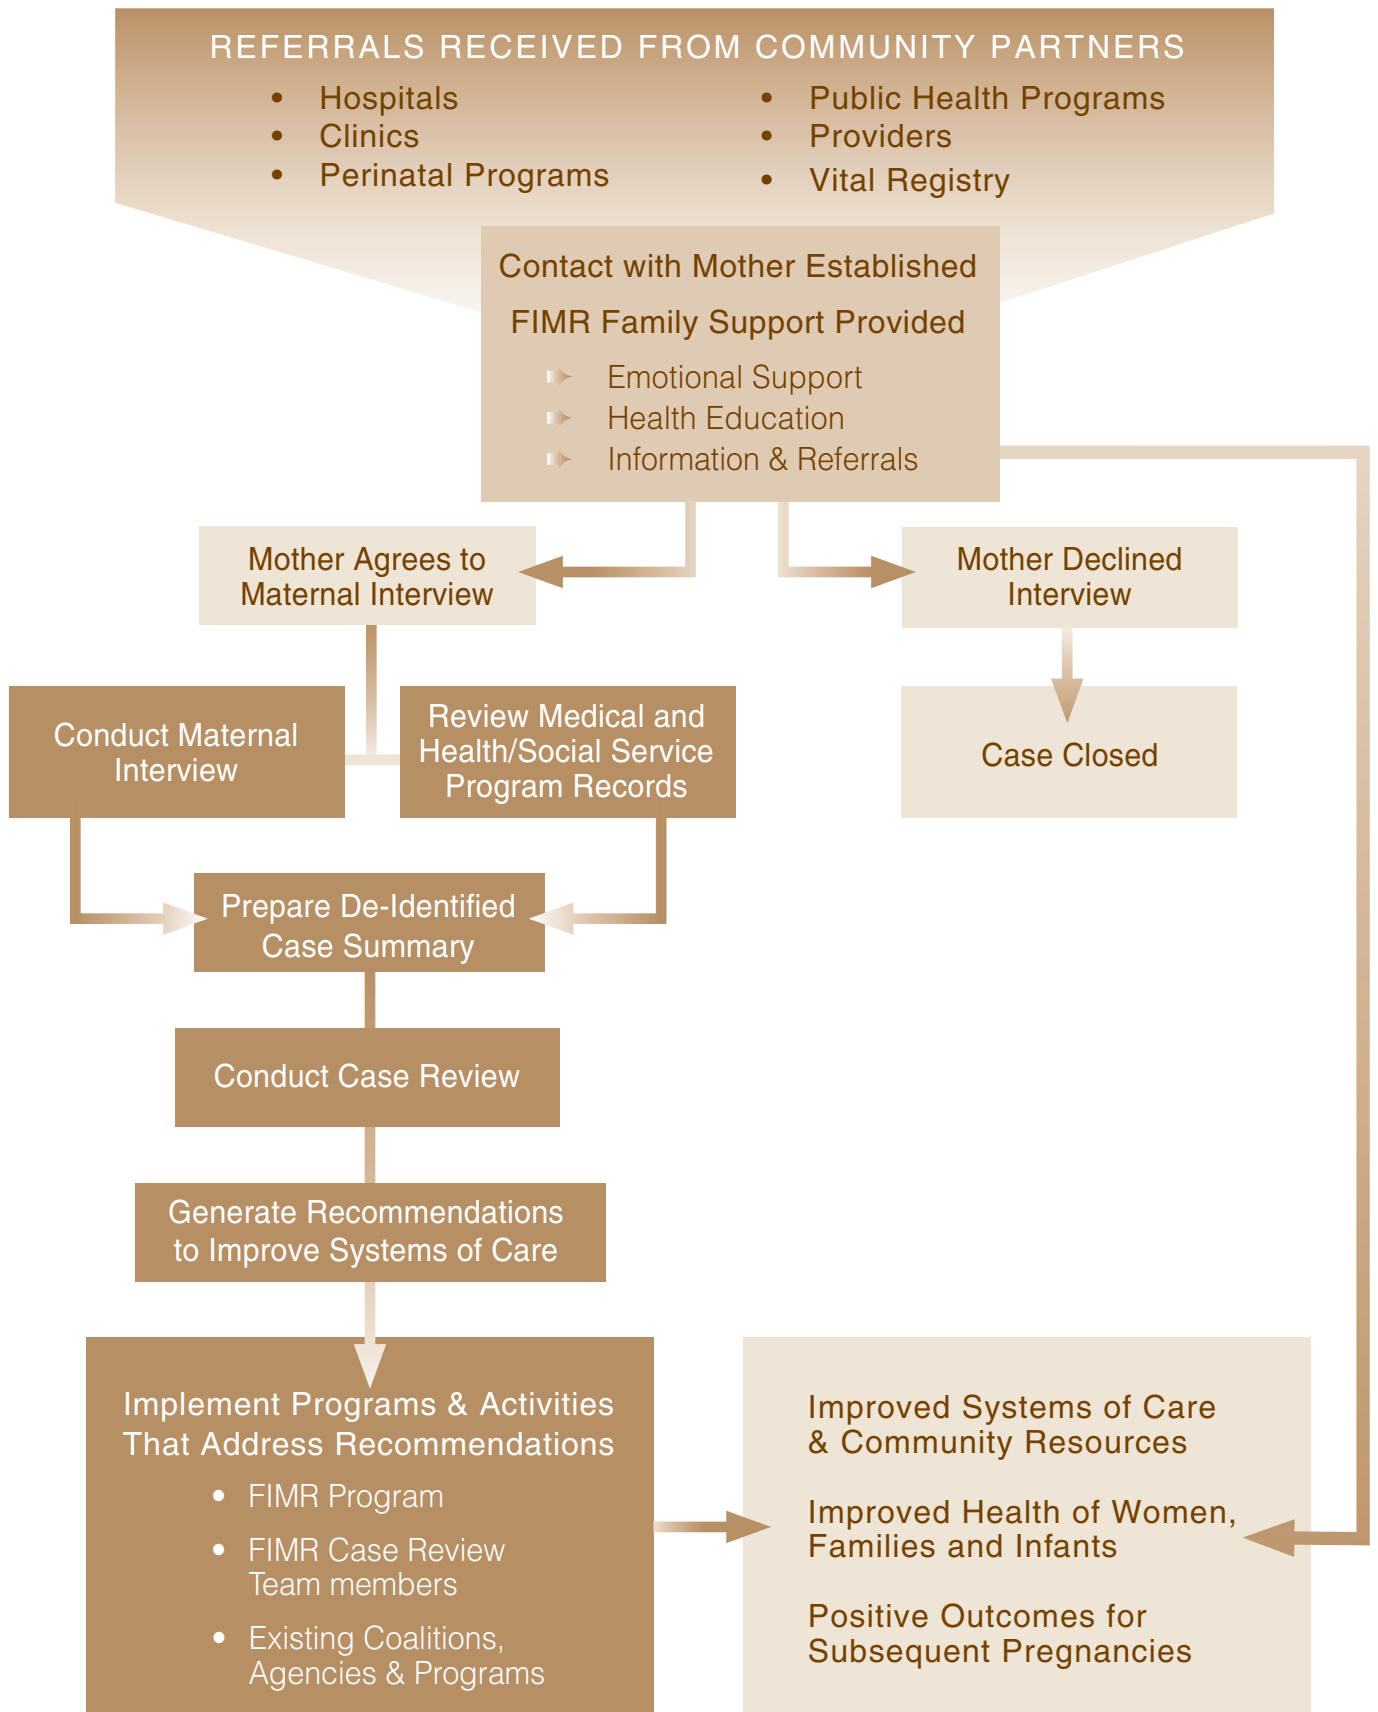 REFERRALS RECEIVED FROM COMMUNITY PARTNERS
• Hospitals
• Clinics
• Perinatal Programs
• Public Health Programs
• Providers
• Vital Registry
Contact with Mother Established
FIMR Family Support Provided
Emotional Support
Health Education
Information & Referrals
Mother Agrees to
Maternal Interview
Mother Declined
Interview
Conduct Maternal
Interview
Review Medical and
Health/Social Service
Program Records
Case Closed
Prepare De-Identified
Case Summary
Conduct Case Review
Generate Recommendations
to Improve Systems of Care
Implement Programs & Activities
That Address Recommendations
• FIMR Program
• FIMR Case Review
Team members
• Existing Coalitions,
Agencies & Programs
Improved Systems of Care
& Community Resources
Improved Health of Women,
Families and Infants
Positive Outcomes for
Subsequent Pregnancies